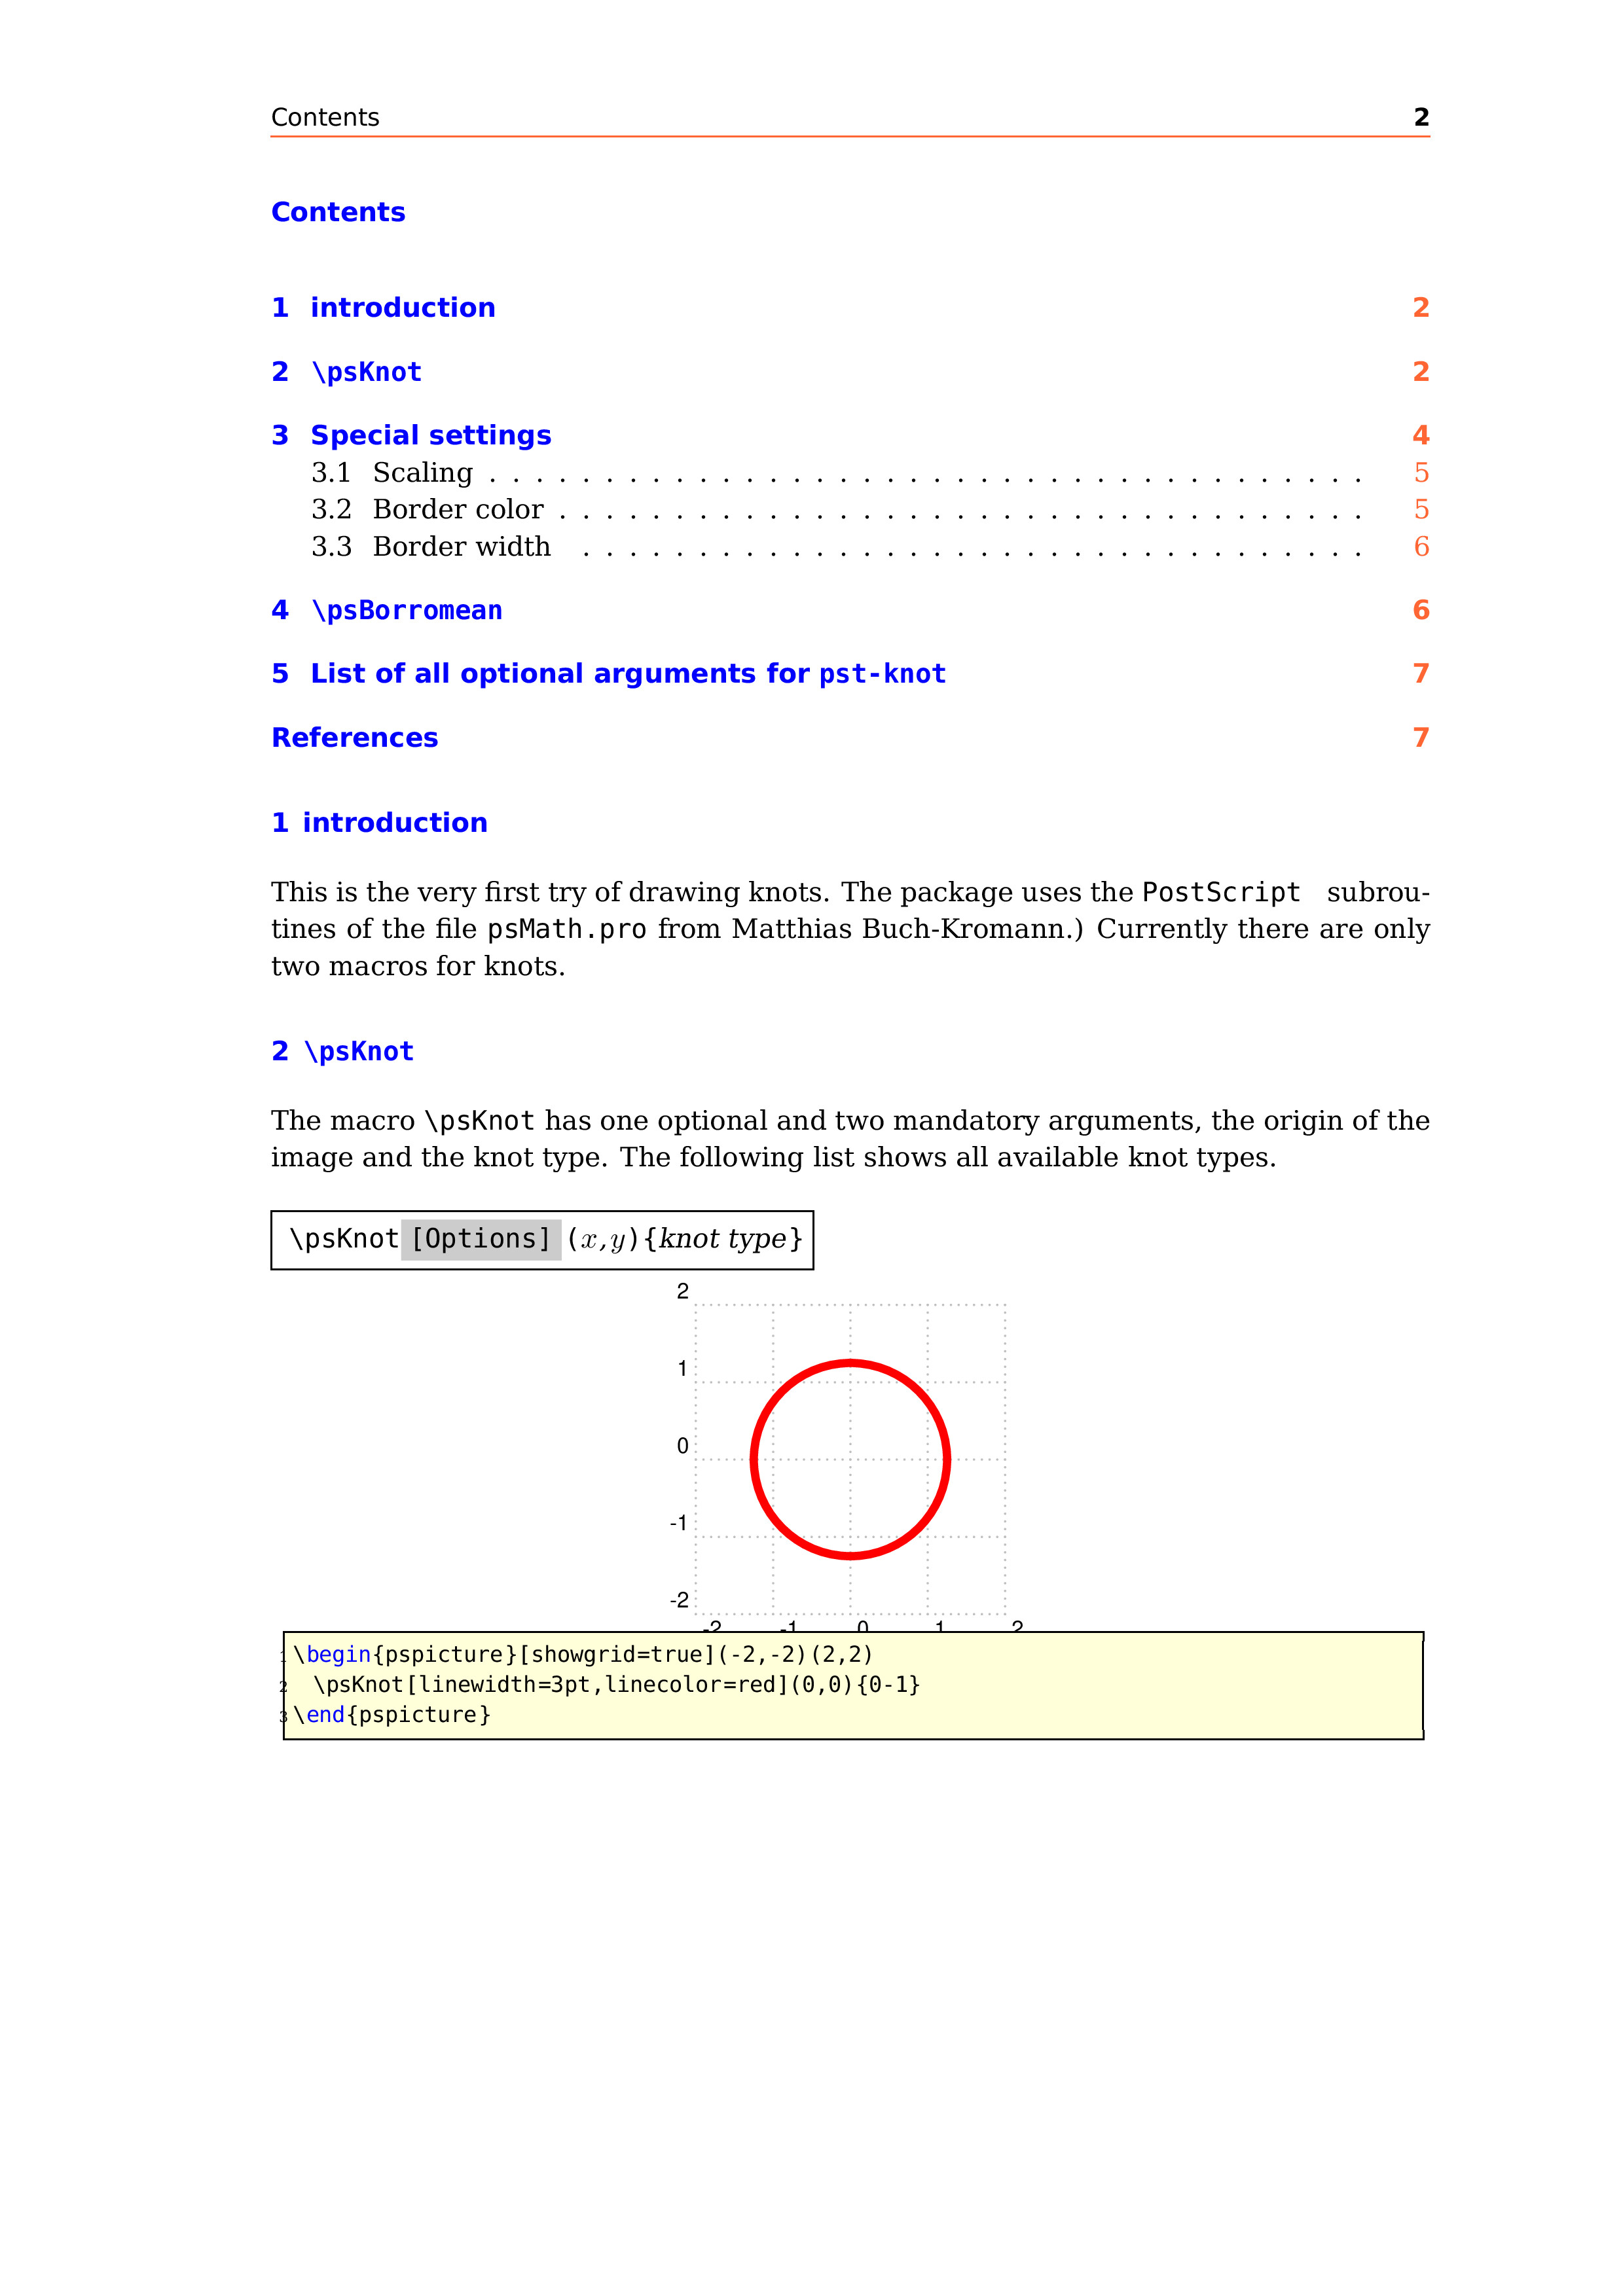 Contents 2
Contents
1 introduction 2
2 \psKnot 2
3 Special settings 4
3.1 Scaling . . . . . . . . . . . . . . . . . . . . . . . . . . . . . . . . . . . . . . 5
3.2 Border color . . . . . . . . . . . . . . . . . . . . . . . . . . . . . . . . . . . 5
3.3 Border width . . . . . . . . . . . . . . . . . . . . . . . . . . . . . . . . . . 6
4 \psBorromean 6
5 List of all optional arguments for pst-knot 7
References 7
1 introduction
This is the very first try of drawing knots. The package uses the PostScript subrou-
tines of the file psMath.pro from Matthias Buch-Kromann.) Currently there are only
two macros for knots.
2 \psKnot
The macro \psKnot has one optional and two mandatory arguments, the origin of the
image and the knot type. The following list shows all available knot types.
\psKnot [Options] (x,y){knot type}
2
1
0
-1
-2
-2 -1 0 1 2
1 \begin{pspicture}[showgrid=true](-2,-2)(2,2)
2 \psKnot[linewidth=3pt,linecolor=red](0,0){0-1}
3 \end{pspicture}